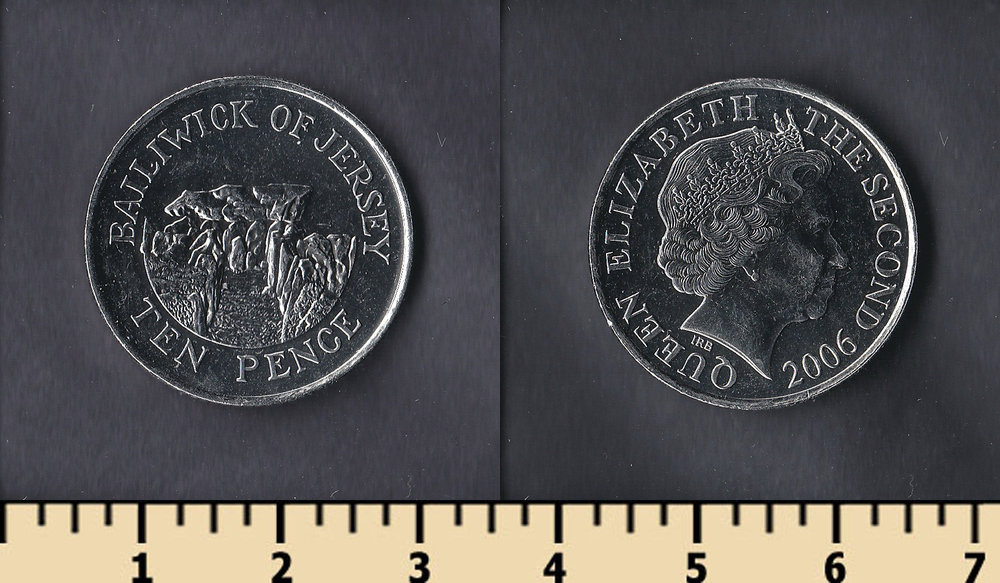 BAILIWICK OF JERSEY
TEN PENCE
QUEEN ELIZABETH THE SECOND 2006
IRB
1 2 3 4 5 6 7